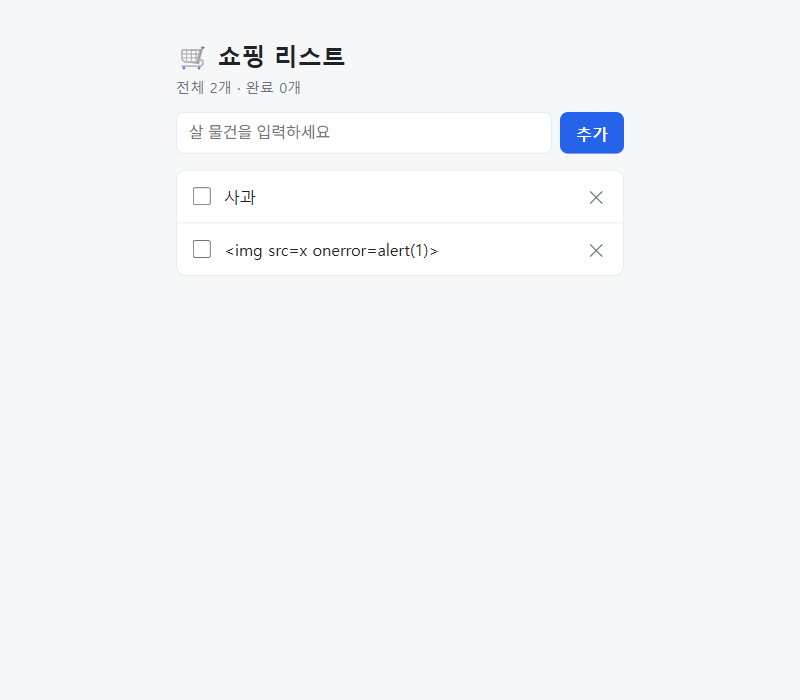 🛒 쇼핑 리스트
전체 2개 · 완료 0개
살 물건을 입력하세요
추가
사과
<img src=x onerror=alert(1)>